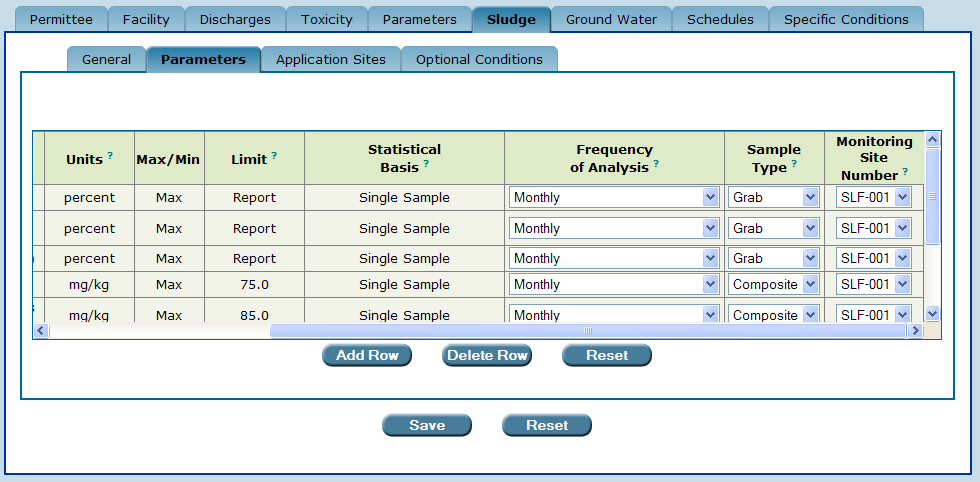 Permittee Facility Discharges Toxicity Parameters Sludge Ground Water Schedules Specific Conditions
General Parameters Application Sites Optional Conditions
Units ? Max/Min Limit ? Statistical Basis ? Frequency of Analysis ? Sample Type ? Monitoring Site Number ?
percent Max Report Single Sample Monthly Grab SLF-001
percent Max Report Single Sample Monthly Grab SLF-001
percent Max Report Single Sample Monthly Grab SLF-001
mg/kg Max 75.0 Single Sample Monthly Composite SLF-001
mg/kg Max 85.0 Single Sample Monthly Composite SLF-001
Add Row Delete Row Reset
Save Reset